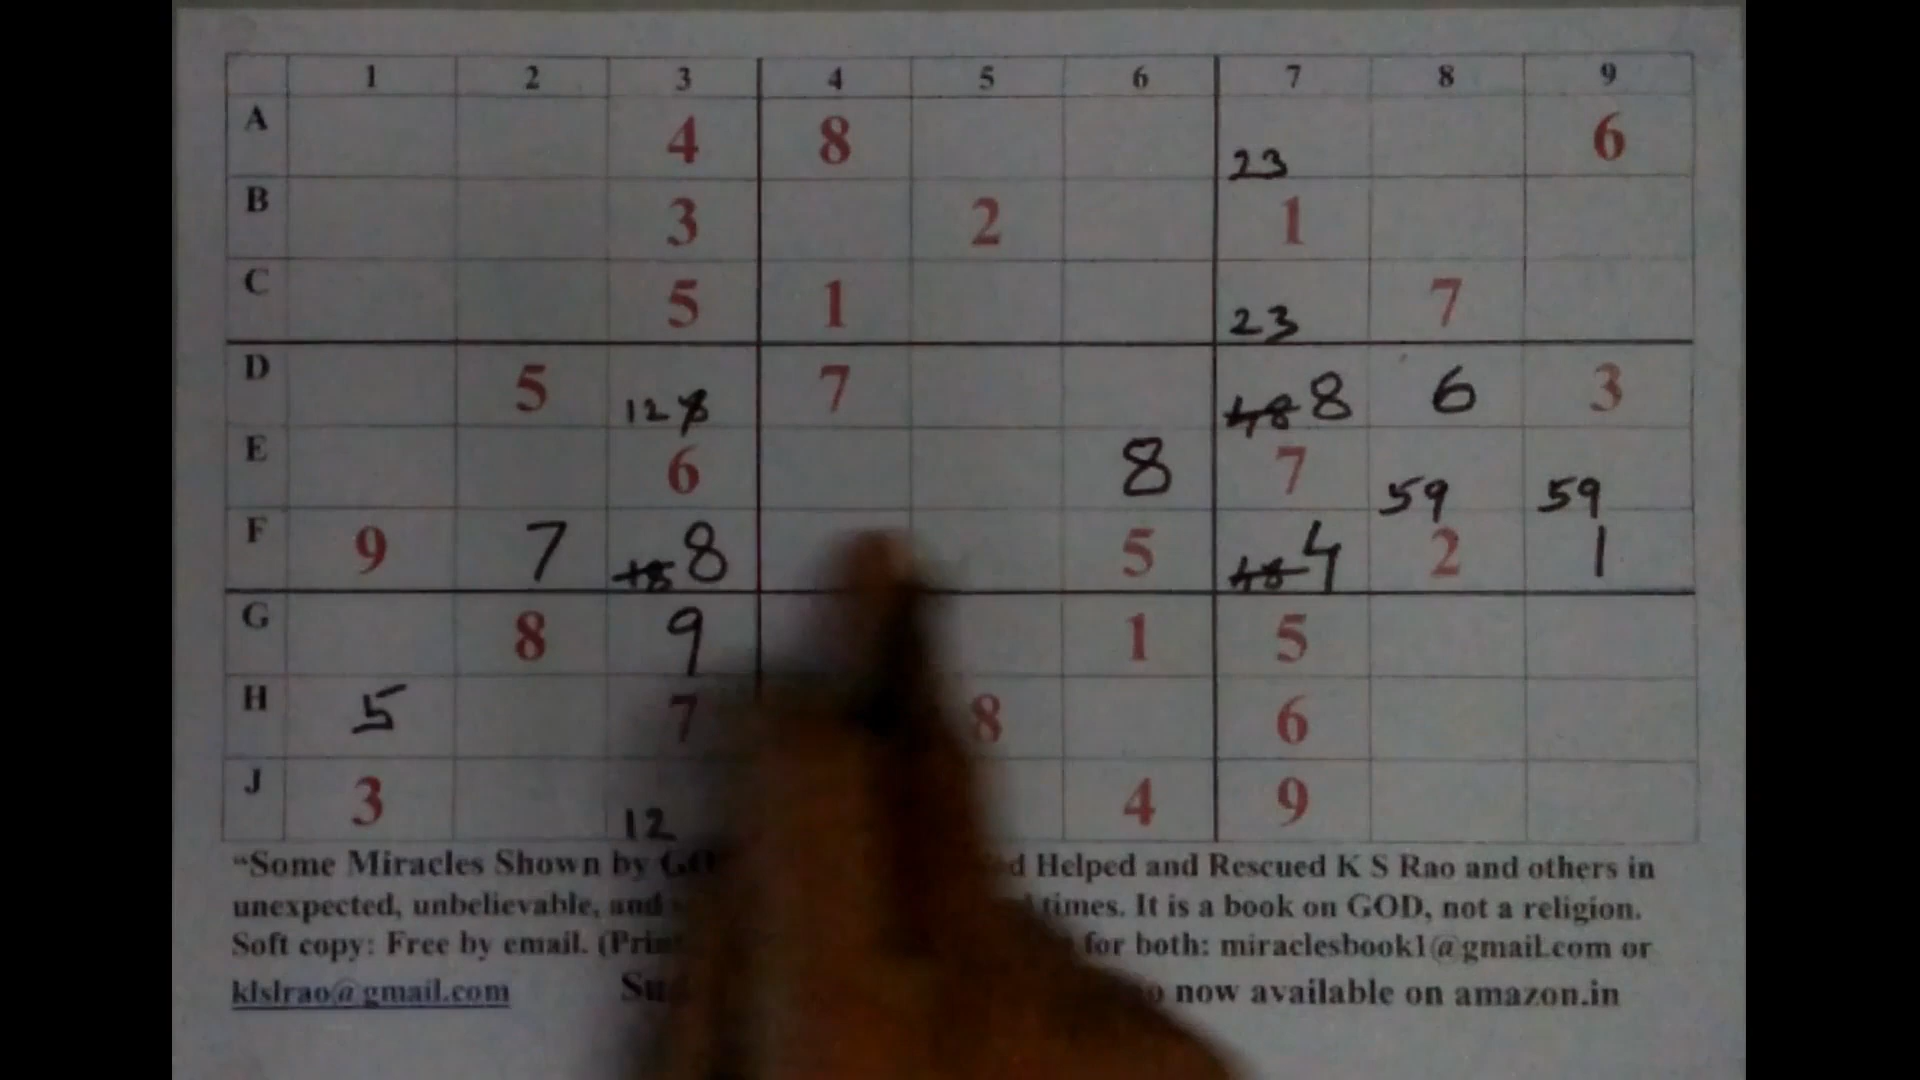 1 2 3 4 5 6 7 8 9
A 4 8 23 6
B 3 2 1
C 5 1 23 7
D 5 128 7 48 8 6 3
E 6 8 7 59 59
F 9 7 18 8 5 48 4 2 1
G 8 9 1 5
H 5 7 8 6
J 3 12 4 9
“Some Miracles Shown by Helped and Rescued K S Rao and others in
unexpected, unbelievable, and times. It is a book on GOD, not a religion.
Soft copy: Free by email. for both: miraclesbook1@gmail.com or
klslrao@gmail.com now available on amazon.in